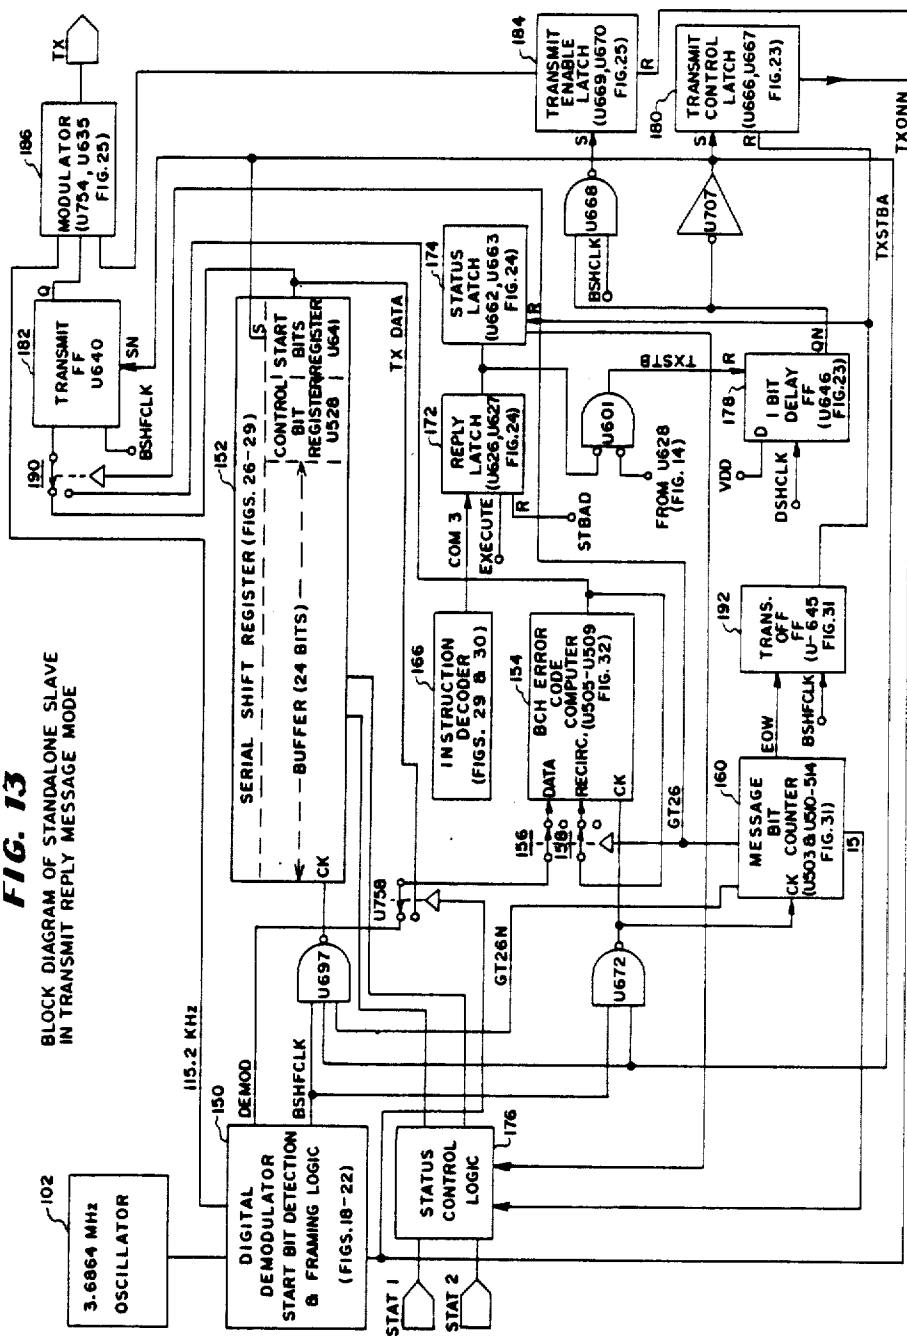 FIG. 13
BLOCK DIAGRAM OF STANDALONE SLAVE
IN TRANSMIT REPLY MESSAGE MODE
102
3.6864 MHz
OSCILLATOR
115.2 KHz
150
DIGITAL
DEMODULATOR
START BIT DETECTION
& FRAMING LOGIC
(FIGS. 18-22)
DEMOD
BSHFCLK
STAT 1
STAT 2
STATUS
CONTROL
LOGIC
176
U697
U758
CK
152
SERIAL SHIFT REGISTER (FIGS. 26-29)
BUFFER (24 BITS)
CONTROL
BIT
REGISTER
U528
S
START
BITS
REGISTER
U641
190
182
TRANSMIT
FF
U640
Q
SN
BSHFCLK
186
MODULATOR
(U754, U635
FIG. 25)
TX
TX DATA
166
INSTRUCTION
DECODER
(FIGS. 29 & 30)
COM 3
EXECUTE
172
REPLY
LATCH
(U626, U627
FIG. 24)
R
STBAD
174
STATUS
LATCH
(U662, U663
FIG. 24)
R
184
TRANSMIT
ENABLE
LATCH
(U669, U670
FIG. 25)
S
R
180
TRANSMIT
CONTROL
LATCH
(U666, U667
FIG. 23)
S
R
U668
BSHCLK
U707
TXONN
TXSTBA
GT26N
U672
156
158
154
BCH ERROR
CODE
COMPUTER
(U505-U509
FIG. 32)
DATA
RECIRC.
CK
GT26
U601
FROM U628
(FIG. 14)
TXSTB
178
1 BIT
DELAY
FF
(U646
FIG. 23)
D
R
QN
VDD
DSHCLK
160
MESSAGE
BIT
COUNTER
(U503 & U510-514
FIG. 31)
CK
15
EOW
192
TRANS.
OFF
FF
(U-645
FIG. 31
BSHFCLK